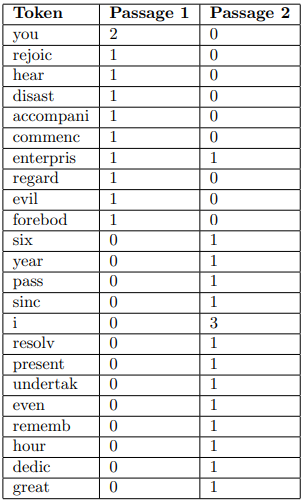 Token Passage 1 Passage 2
you 2 0
rejoic 1 0
hear 1 0
disast 1 0
accompani 1 0
commenc 1 0
enterpris 1 1
regard 1 0
evil 1 0
forebod 1 0
six 0 1
year 0 1
pass 0 1
sinc 0 1
i 0 3
resolv 0 1
present 0 1
undertak 0 1
even 0 1
rememb 0 1
hour 0 1
dedic 0 1
great 0 1